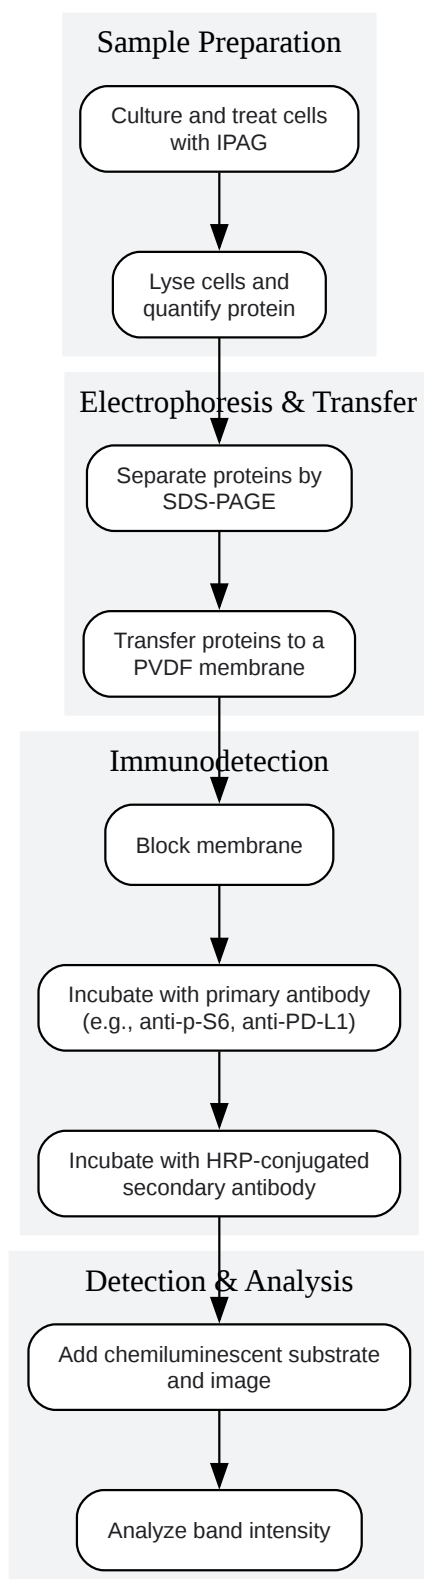 Sample Preparation
Culture and treat cells
with IPAG
Lyse cells and
quantify protein
Electrophoresis & Transfer
Separate proteins by
SDS-PAGE
Transfer proteins to a
PVDF membrane
Immunodetection
Block membrane
Incubate with primary antibody
(e.g., anti-p-S6, anti-PD-L1)
Incubate with HRP-conjugated
secondary antibody
Detection & Analysis
Add chemiluminescent substrate
and image
Analyze band intensity